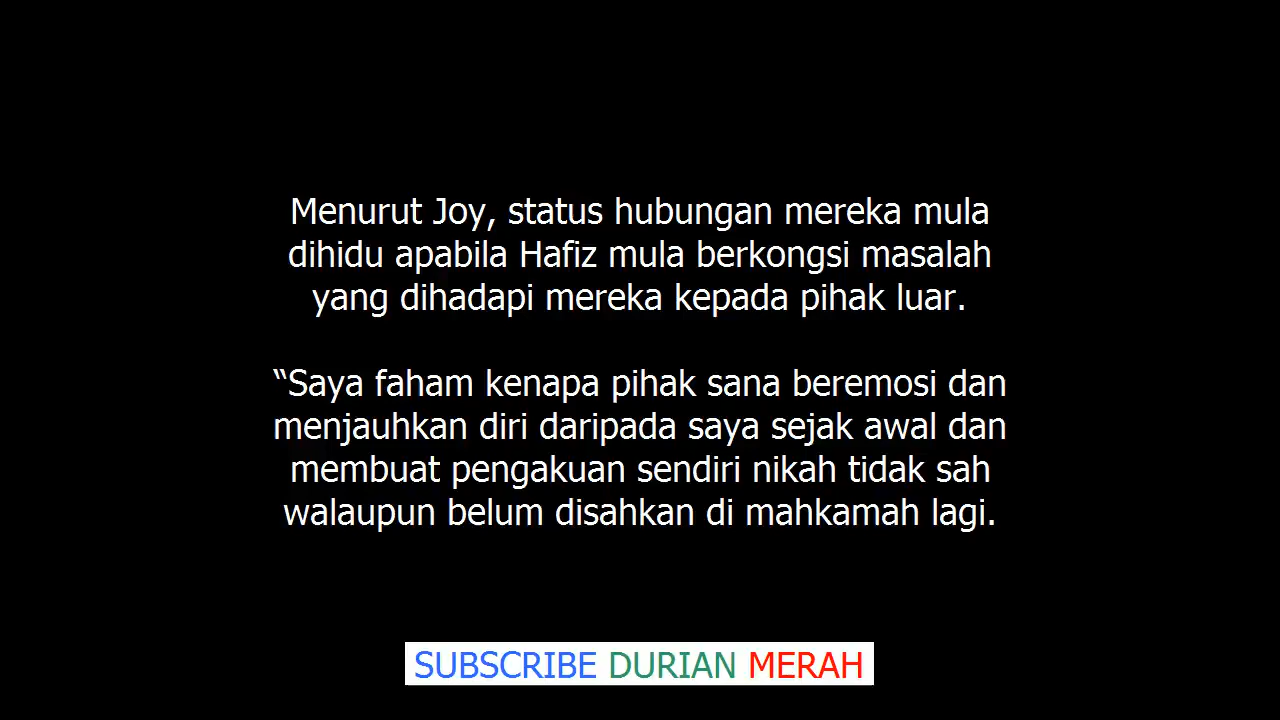 Menurut Joy, status hubungan mereka mula
dihidu apabila Hafiz mula berkongsi masalah
yang dihadapi mereka kepada pihak luar.
“Saya faham kenapa pihak sana beremosi dan
menjauhkan diri daripada saya sejak awal dan
membuat pengakuan sendiri nikah tidak sah
walaupun belum disahkan di mahkamah lagi.
SUBSCRIBE DURIAN MERAH